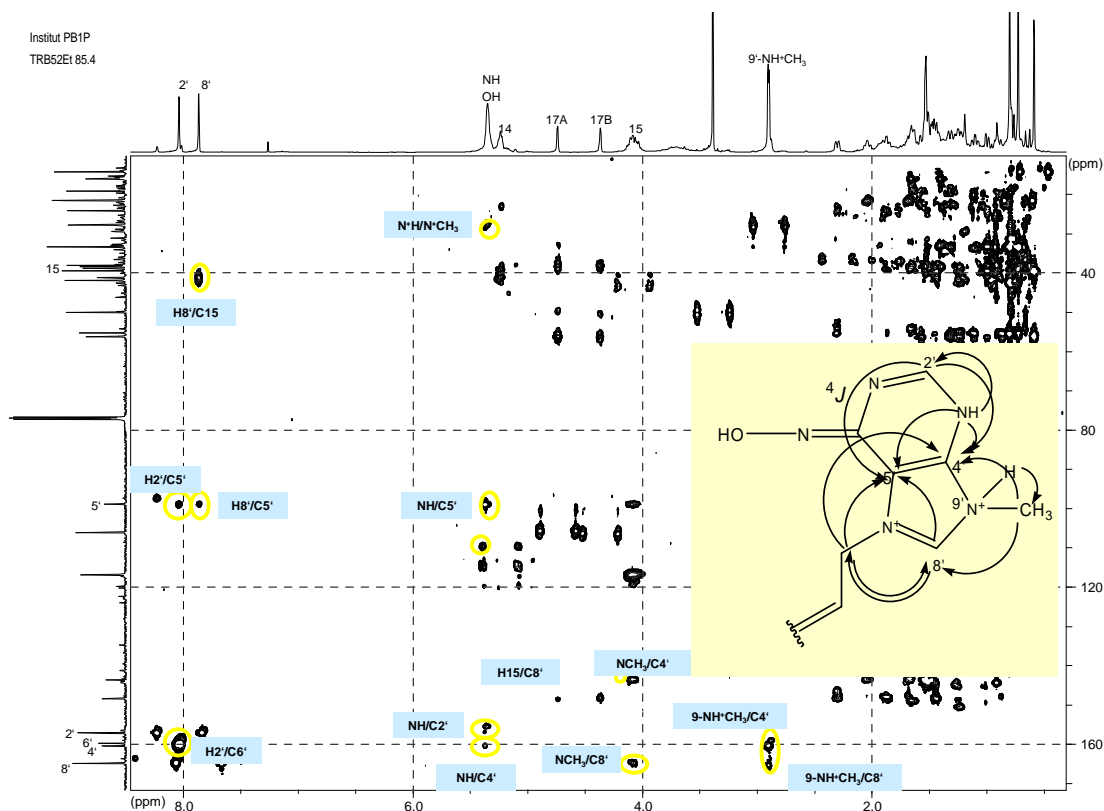 Institut PB1P
TRB52Et 85.4
2‘
8‘
NH
OH
14
17A
17B
15
9‘-NH⁺CH₃
(ppm)
N⁺H/N⁺CH₃
15
40
H8‘/C15
2‘
⁴J
N
NH
HO
N
80
H2‘/C5‘
5
4
H
9‘
N⁺
CH₃
5‘
H8‘/C5‘
NH/C5‘
N⁺
8‘
120
NCH₃/C4‘
H15/C8‘
9-NH⁺CH₃/C4‘
NH/C2‘
2‘
6‘
4‘
H2‘/C6‘
160
8‘
NH/C4‘
NCH₃/C8‘
9-NH⁺CH₃/C8‘
(ppm)
8.0
6.0
4.0
2.0